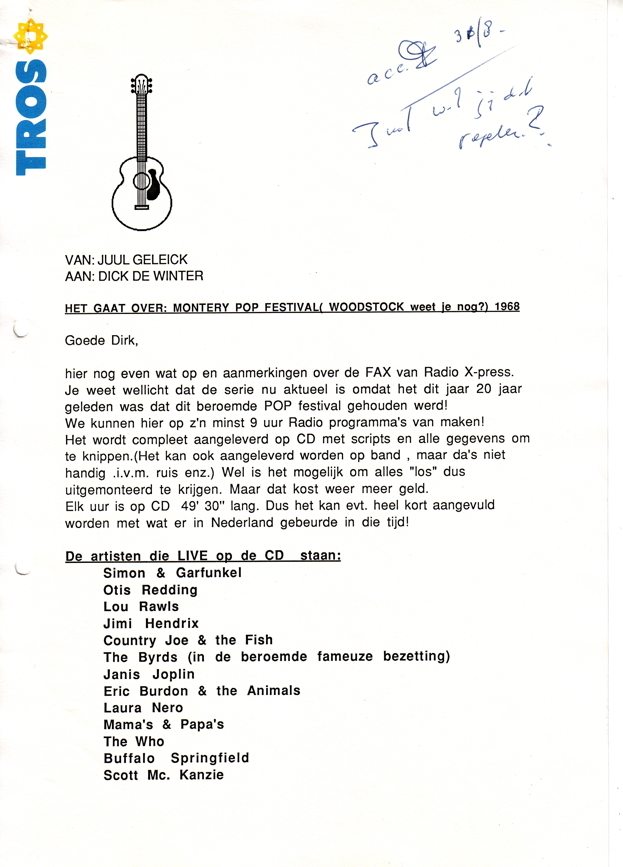 TROS
acc. 31/8-
Juul wil jij dit
regelen?
VAN: JUUL GELEICK
AAN: DICK DE WINTER
HET GAAT OVER: MONTERY POP FESTIVAL( WOODSTOCK weet je nog?) 1968
Goede Dirk,
hier nog even wat op en aanmerkingen over de FAX van Radio X-press.
Je weet wellicht dat de serie nu aktueel is omdat het dit jaar 20 jaar
geleden was dat dit beroemde POP festival gehouden werd!
We kunnen hier op z'n minst 9 uur Radio programma's van maken!
Het wordt compleet aangeleverd op CD met scripts en alle gegevens om
te knippen.(Het kan ook aangeleverd worden op band , maar da's niet
handig .i.v.m. ruis enz.) Wel is het mogelijk om alles "los" dus
uitgemonteerd te krijgen. Maar dat kost weer meer geld.
Elk uur is op CD 49' 30'' lang. Dus het kan evt. heel kort aangevuld
worden met wat er in Nederland gebeurde in die tijd!
De artisten die LIVE op de CD staan:
Simon & Garfunkel
Otis Redding
Lou Rawls
Jimi Hendrix
Country Joe & the Fish
The Byrds (in de beroemde fameuze bezetting)
Janis Joplin
Eric Burdon & the Animals
Laura Nero
Mama's & Papa's
The Who
Buffalo Springfield
Scott Mc. Kanzie